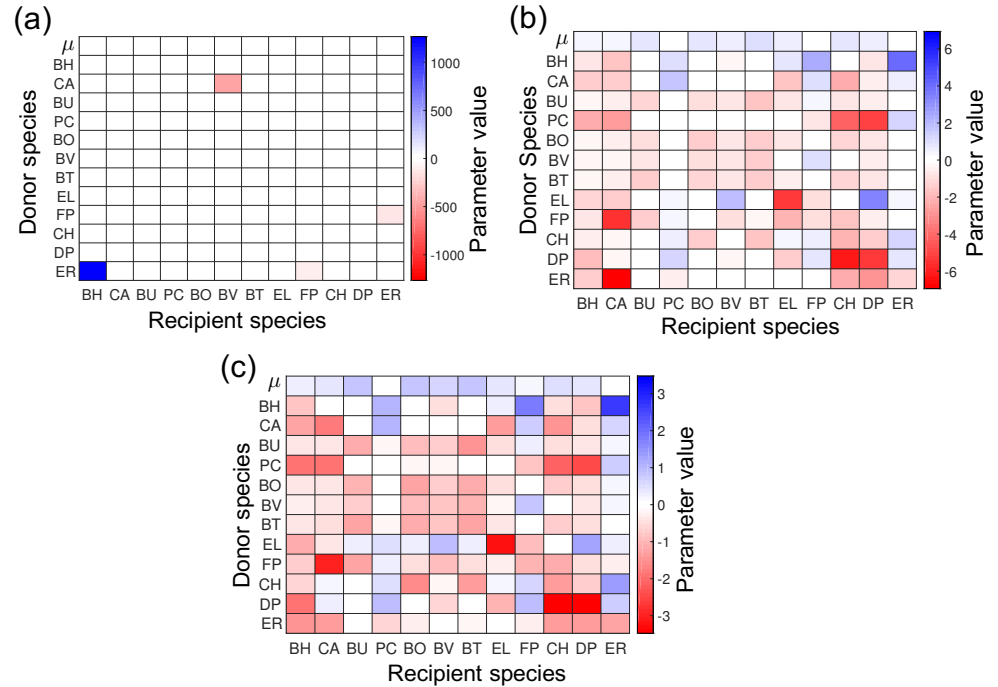 (a)
μ
BH
CA
BU
PC
BO
BV
BT
EL
FP
CH
DP
ER
Donor species
BH CA BU PC BO BV BT EL FP CH DP ER
Recipient species
1000
500
0
-500
-1000
Parameter value
(b)
μ
BH
CA
BU
PC
BO
BV
BT
EL
FP
CH
DP
ER
Donor Species
BH CA BU PC BO BV BT EL FP CH DP ER
Recipient species
6
4
2
0
-2
-4
-6
Parameter value
(c)
μ
BH
CA
BU
PC
BO
BV
BT
EL
FP
CH
DP
ER
Donor species
BH CA BU PC BO BV BT EL FP CH DP ER
Recipient species
3
2
1
0
-1
-2
-3
Parameter value